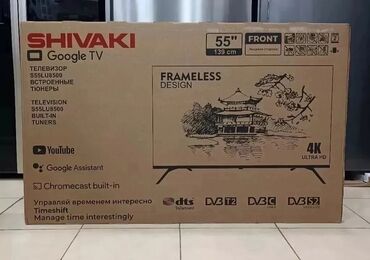 SHIVAKI
Google TV
ТЕЛЕВИЗОР
S55LU8500
ВСТРОЕННЫЕ
ТЮНЕРЫ
TELEVISION
S55LU8500
BUILT-IN
TUNERS
YouTube
Google Assistant
Chromecast built-in
Управляй временем интересно
Timeshift
Manage time interestingly
55"
139 cm
FRONT
FRAMELESS
DESIGN
4K
ULTRA HD
dts
DVB T2
DVB C
DVB S2